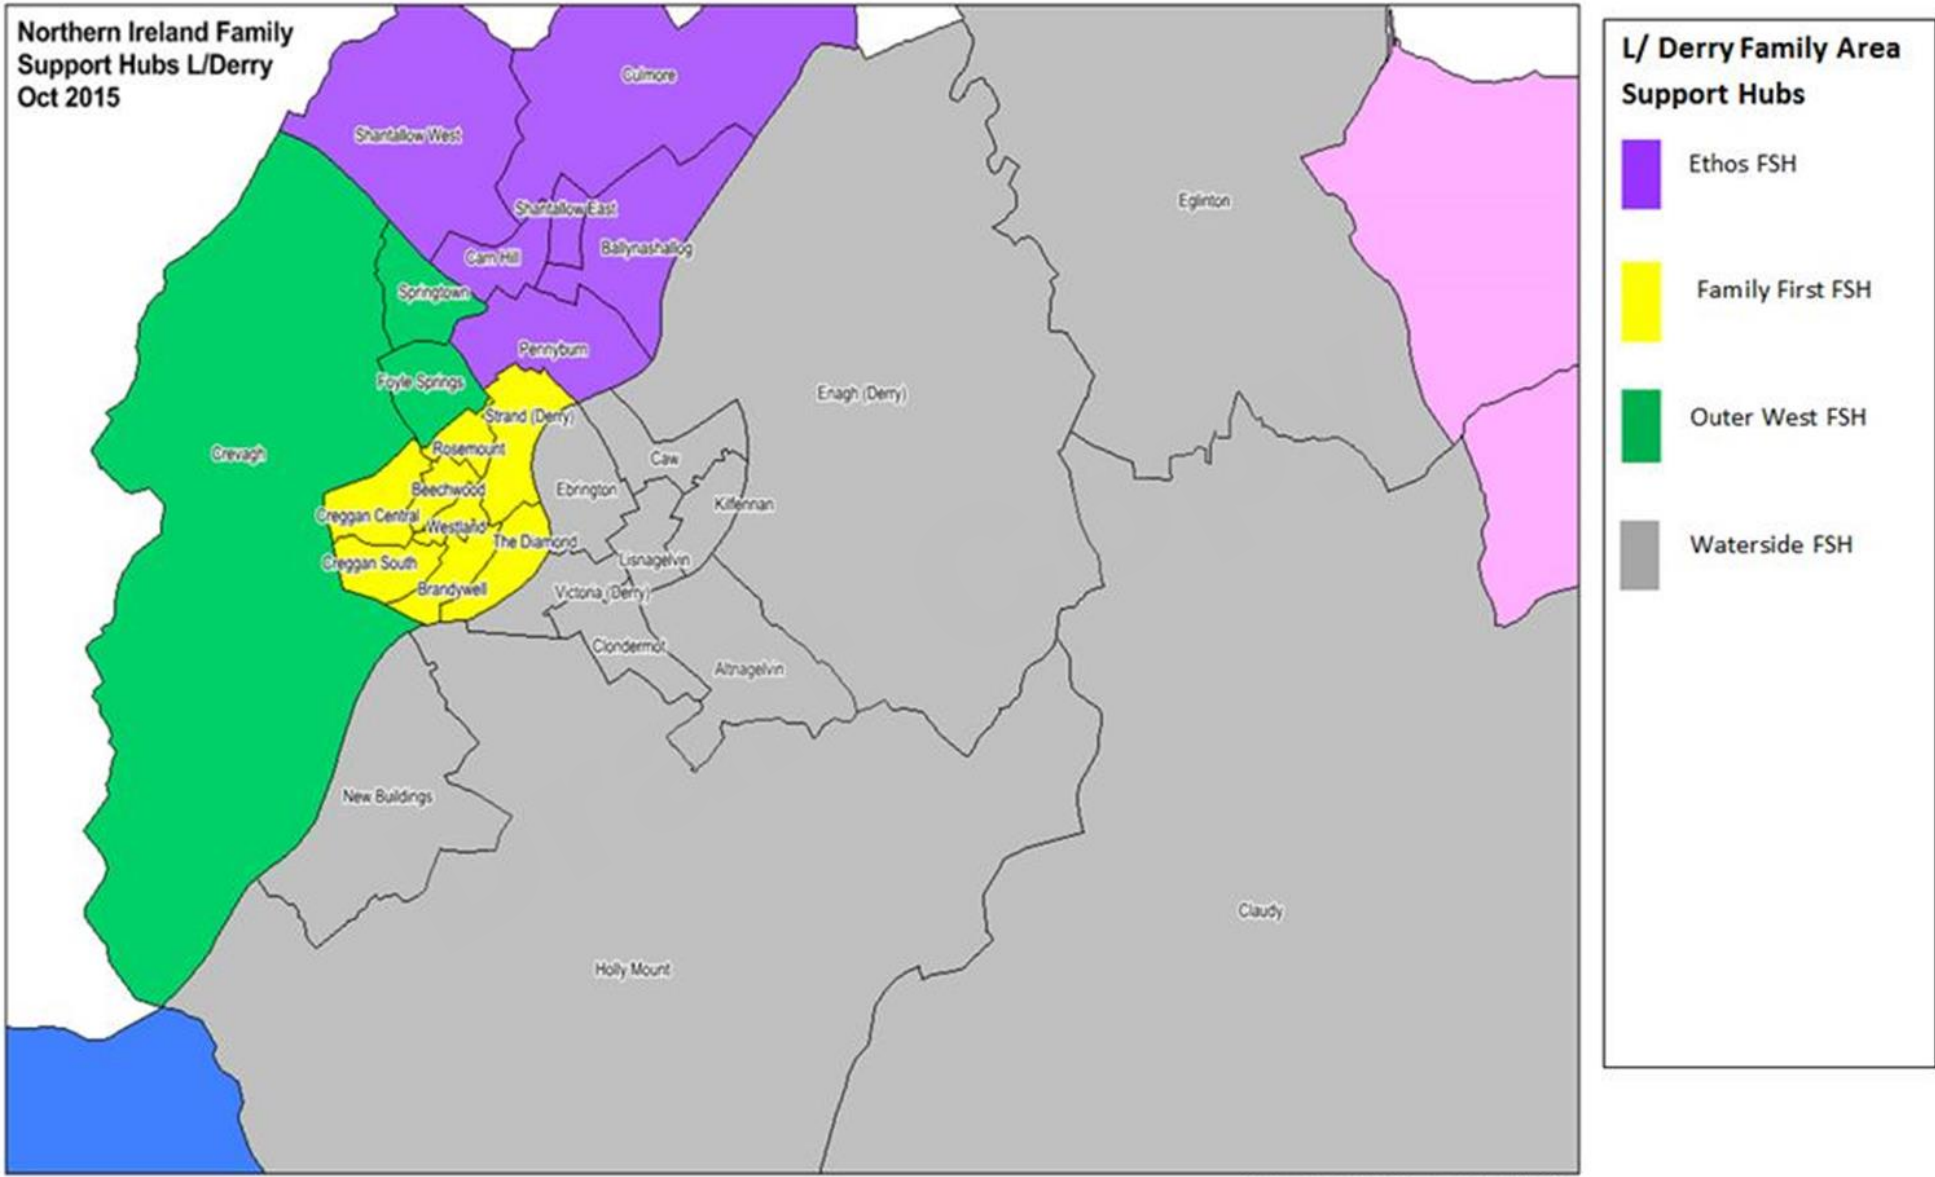 Northern Ireland Family
Support Hubs L/Derry
Oct 2015
Culmore
Shantallow West
Shantallow East
Ballynashallog
Carn Hill
Springtown
Pennyburn
Foyle Springs
Strand (Derry)
Rosemount
Crevagh
Beechwood
Creggan Central
Westland
The Diamond
Creggan South
Brandywell
Eglinton
Enagh (Derry)
Caw
Ebrington
Kilfennan
Lisnagelvin
Victoria (Derry)
Clondermot
Altnagelvin
New Buildings
Holly Mount
Claudy
L/ Derry Family Area
Support Hubs
Ethos FSH
Family First FSH
Outer West FSH
Waterside FSH